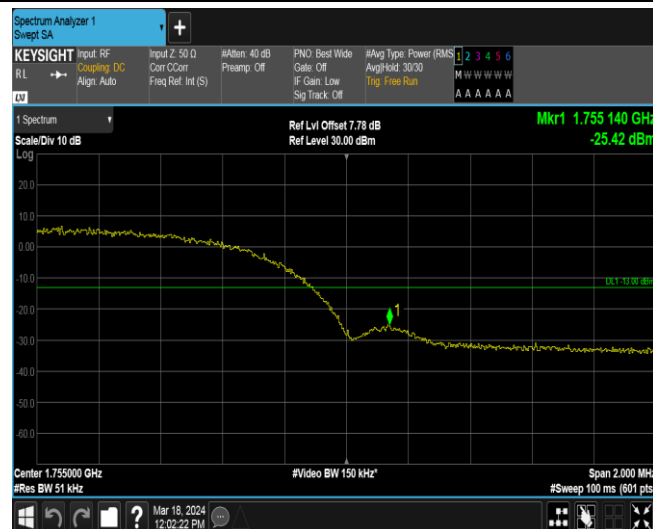 Spectrum Analyzer 1
Swept SA
+
KEYSIGHT
RL
LXI
Input: RF
Coupling: DC
Align: Auto
Input Z: 50 Ω
Corr CCorr
Freq Ref: Int (S)
#Atten: 40 dB
Preamp: Off
PNO: Best Wide
Gate: Off
IF Gain: Low
Sig Track: Off
#Avg Type: Power (RMS
Avg|Hold: 30/30
Trig: Free Run
1 2 3 4 5 6
M W W W W W
A A A A A A
1 Spectrum
Scale/Div 10 dB
Ref Lvl Offset 7.78 dB
Ref Level 30.00 dBm
Mkr1 1.755 140 GHz
-25.42 dBm
Log
20.0
10.0
0.00
-10.0
-20.0
-30.0
-40.0
-50.0
-60.0
DL1 -13.00 dBm
1
Center 1.755000 GHz
#Res BW 51 kHz
#Video BW 150 kHz*
Span 2.000 MHz
#Sweep 100 ms (601 pts
?
Mar 18, 2024
12:02:22 PM